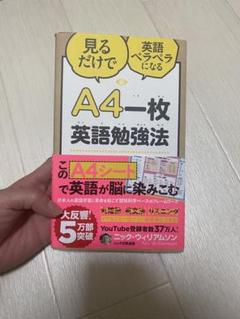 見るだけで
英語ペラペラになる
A4一枚
英語勉強法
この A4シート
で英語が脳に染みこむ
大反響!
5万部突破
YouTube登録者数37万人!
ニック・ウィリアムソン